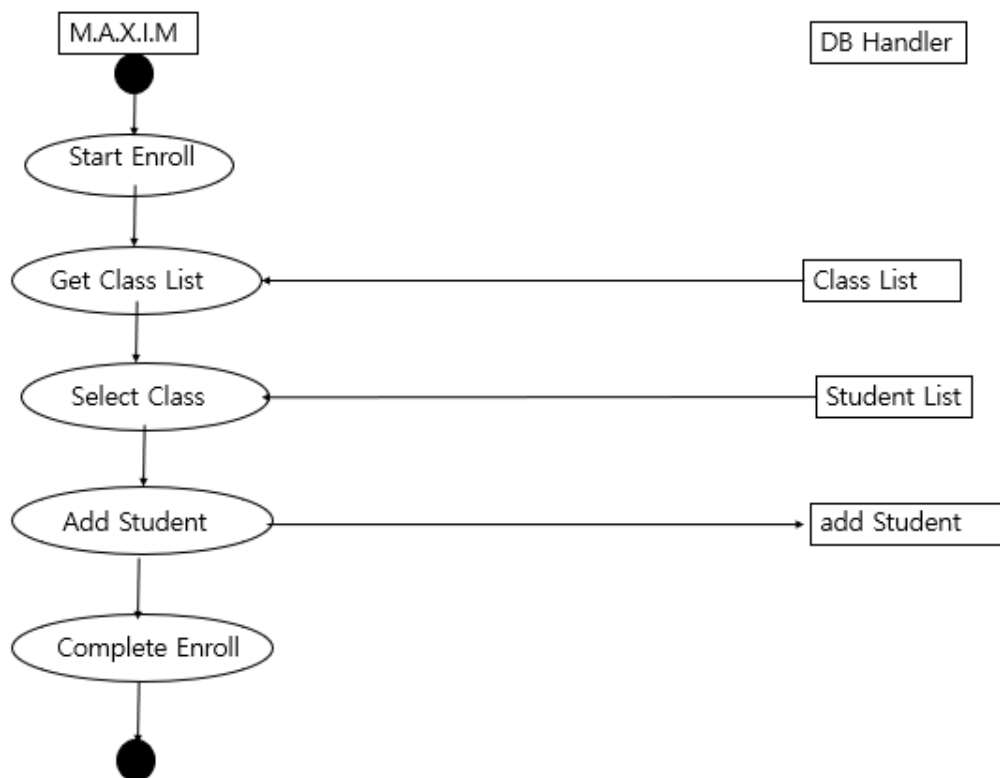 M.A.X.I.M
DB Handler
Start Enroll
Get Class List
Class List
Select Class
Student List
Add Student
add Student
Complete Enroll